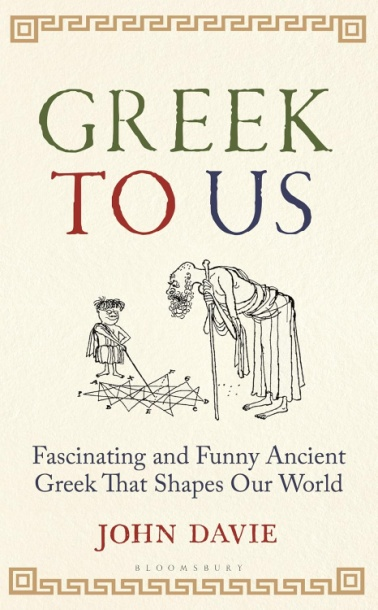 GREEK
TO US
Fascinating and Funny Ancient
Greek That Shapes Our World
JOHN DAVIE
BLOOMSBURY